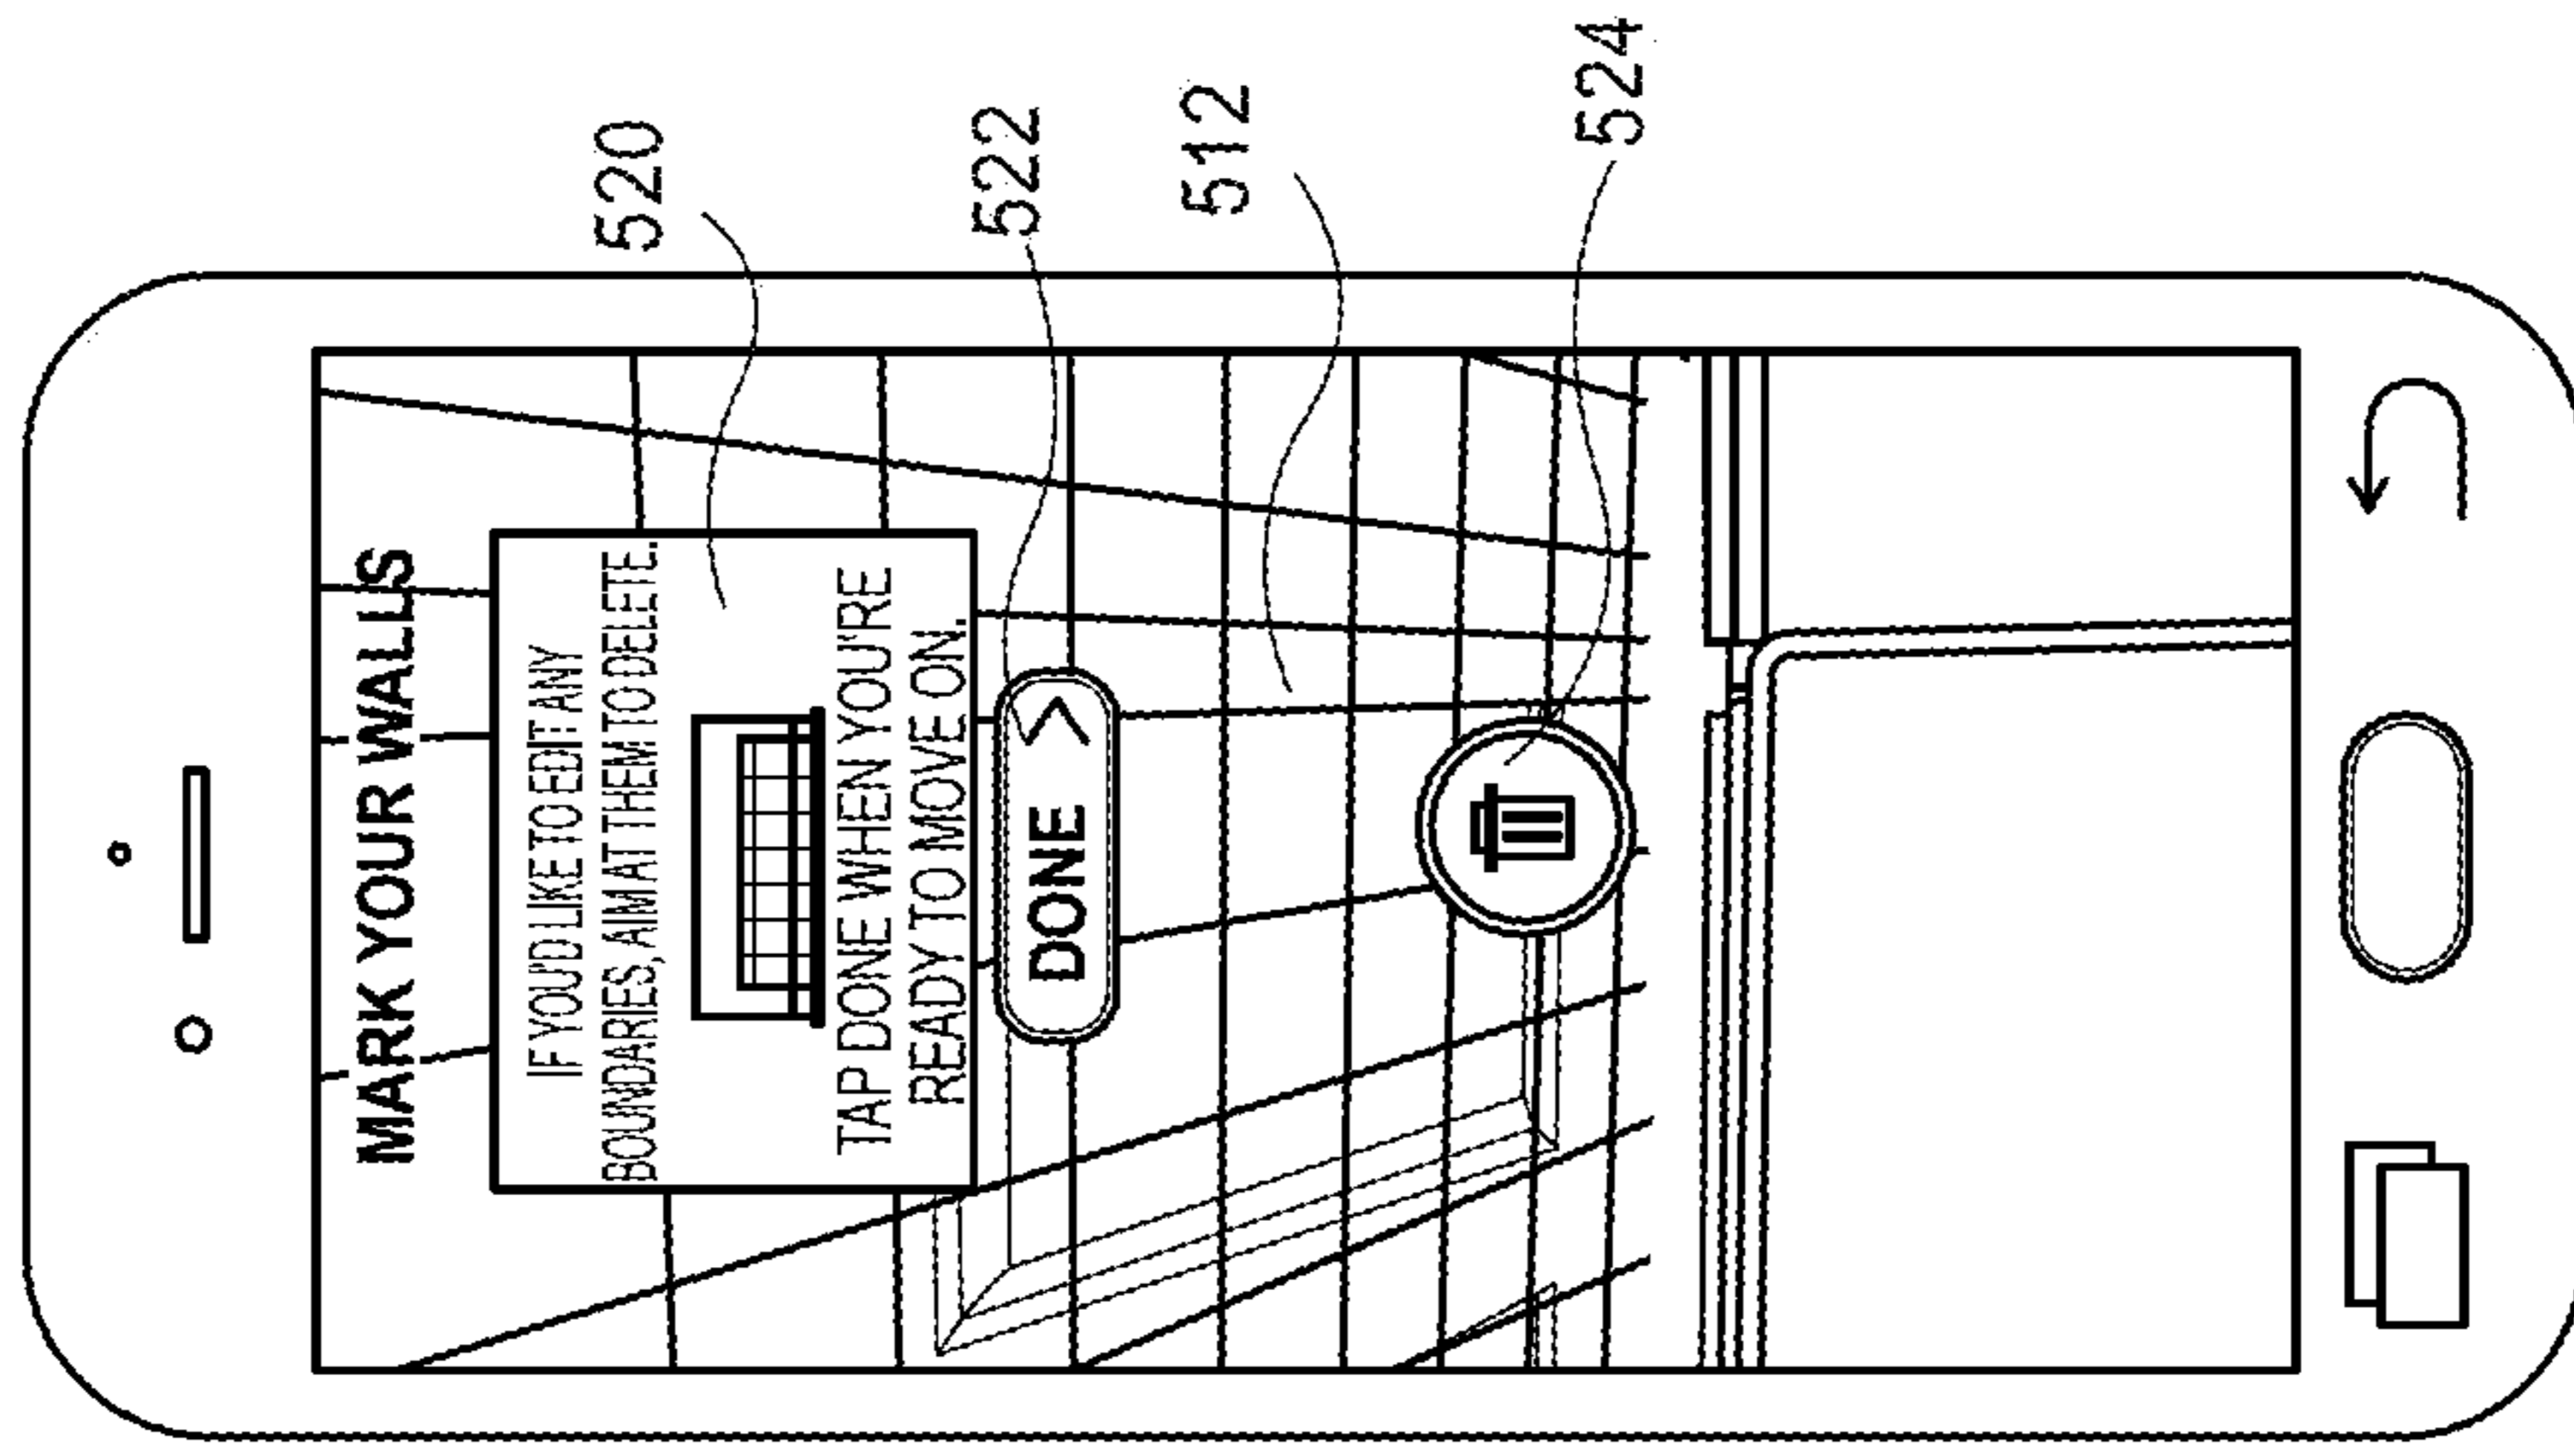 MARK YOUR WALLS
IF YOU'D LIKE TO EDIT ANY
BOUNDARIES, AIM AT THEM TO DELETE.
TAP DONE WHEN YOU'RE
READY TO MOVE ON.
DONE >
520
522
512
524